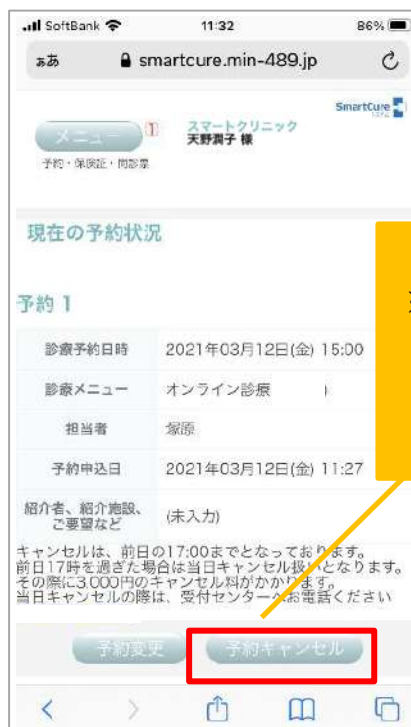 SoftBank 11:32 86%
ぁあ smartcure.min-489.jp
SmartCure
メニュー 1 スマートクリニック
天野潤子 様
予約・保険証・問診票
現在の予約状況
予約 1
診療予約日時 2021年03月12日(金) 15:00
診療メニュー オンライン診療 )
担当者 塚原
予約申込日 2021年03月12日(金) 11:27
紹介者、紹介施設、
ご要望など (未入力)
キャンセルは、前日の17:00までとなっております。
前日17時を過ぎた場合は当日キャンセル扱いとなります。
その際に3,000円のキャンセル料がかかります。
当日キャンセルの際は、受付センターへお電話ください
予約変更 予約キャンセル